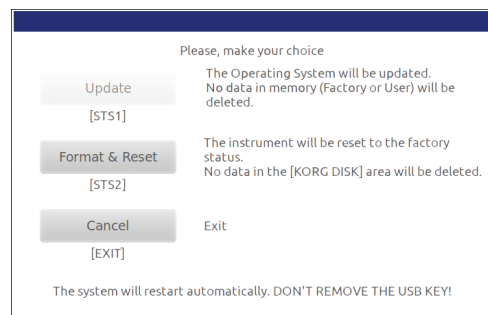 Please, make your choice
Update
[STS1]
The Operating System will be updated.
No data in memory (Factory or User) will be
deleted.
Format & Reset
[STS2]
The instrument will be reset to the factory
status.
No data in the [KORG DISK] area will be deleted.
Cancel
[EXIT]
Exit
The system will restart automatically. DON'T REMOVE THE USB KEY!